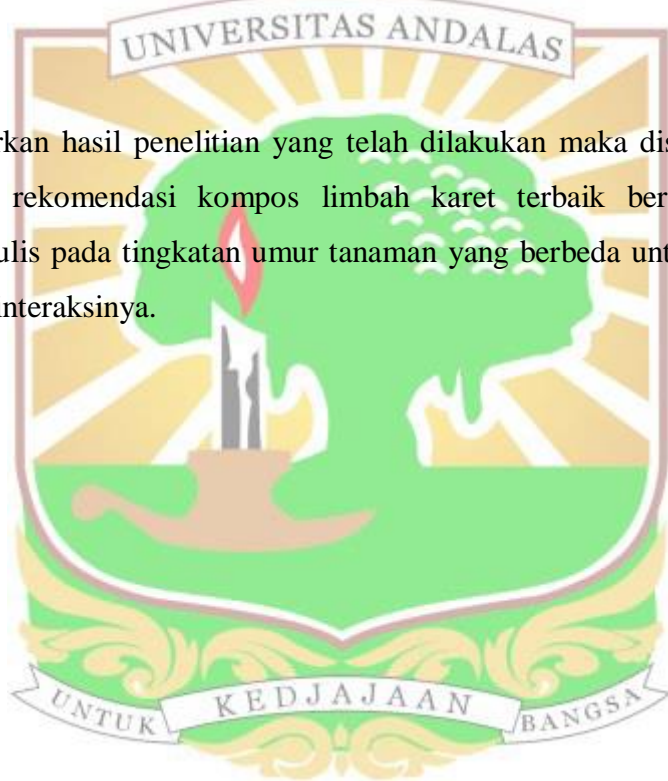 UNIVERSITAS ANDALAS
rkan hasil penelitian yang telah dilakukan maka dis
rekomendasi kompos limbah karet terbaik ber
ulis pada tingkatan umur tanaman yang berbeda unt
interaksinya.
UNTUK KEDJAJAAN BANGSA